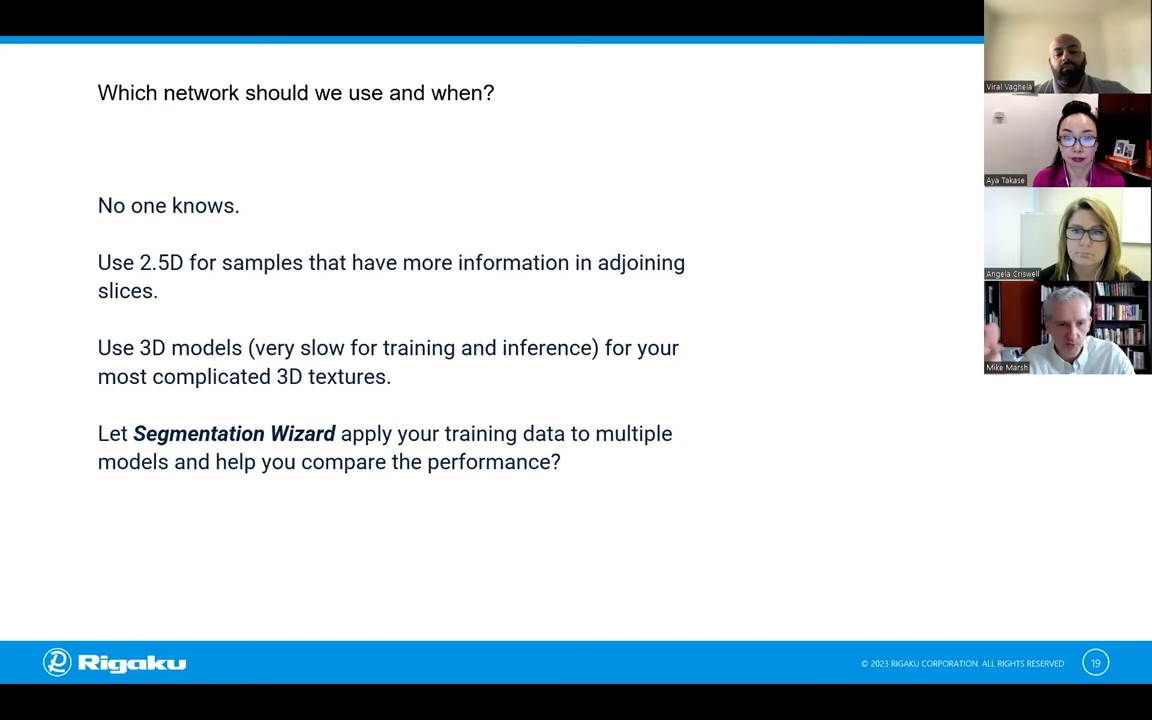 Which network should we use and when?
No one knows.
Use 2.5D for samples that have more information in adjoining
slices.
Use 3D models (very slow for training and inference) for your
most complicated 3D textures.
Let Segmentation Wizard apply your training data to multiple
models and help you compare the performance?
Viral Vaghela
Aya Takase
Angela Criswell
Mike Marsh
Rigaku
© 2023 RIGAKU CORPORATION. ALL RIGHTS RESERVED
19